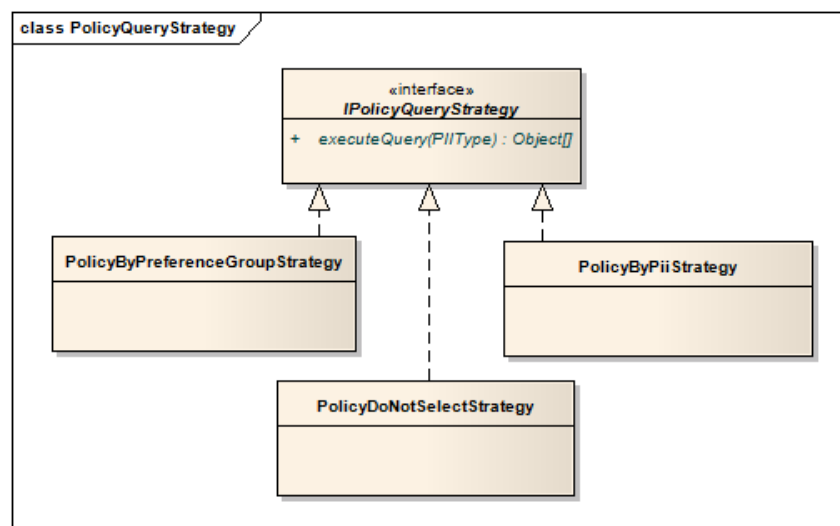 class PolicyQueryStrategy
«interface»
IPolicyQueryStrategy
+ executeQuery(PIIType) : Object[]
PolicyByPreferenceGroupStrategy
PolicyByPiiStrategy
PolicyDoNotSelectStrategy